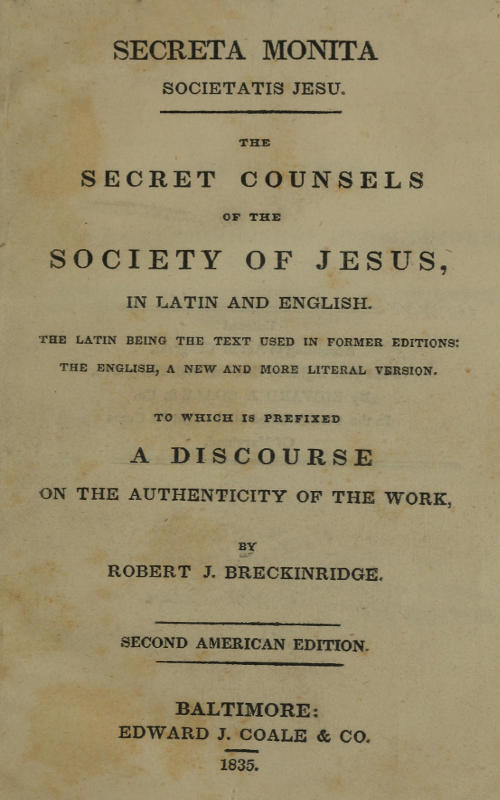 SECRETA MONITA
SOCIETATIS JESU.
THE
SECRET COUNSELS
OF THE
SOCIETY OF JESUS,
IN LATIN AND ENGLISH.
THE LATIN BEING THE TEXT USED IN FORMER EDITIONS:
THE ENGLISH, A NEW AND MORE LITERAL VERSION.
TO WHICH IS PREFIXED
A DISCOURSE
ON THE AUTHENTICITY OF THE WORK,
BY
ROBERT J. BRECKINRIDGE.
SECOND AMERICAN EDITION.
BALTIMORE:
EDWARD J. COALE & CO.
1835.